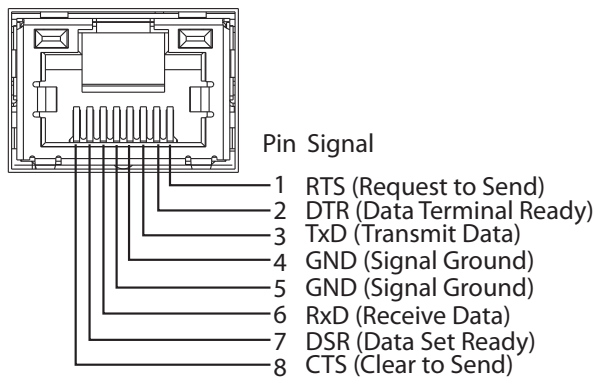 Pin Signal
1 RTS (Request to Send)
2 DTR (Data Terminal Ready)
3 TxD (Transmit Data)
4 GND (Signal Ground)
5 GND (Signal Ground)
6 RxD (Receive Data)
7 DSR (Data Set Ready)
8 CTS (Clear to Send)